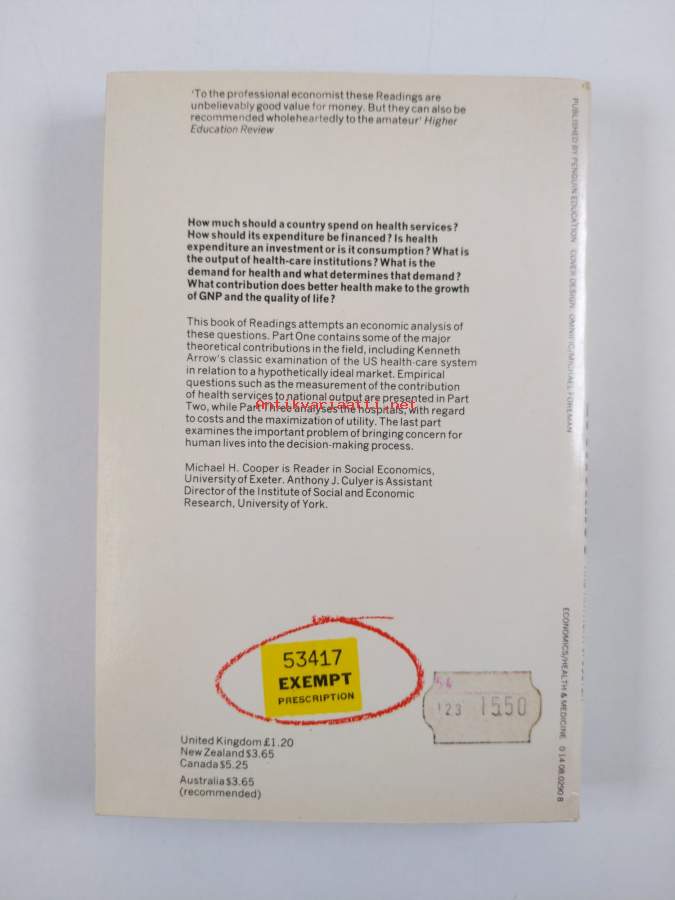 'To the professional economist these Readings are
unbelievably good value for money. But they can also be
recommended wholeheartedly to the amateur' Higher
Education Review
How much should a country spend on health services?
How should its expenditure be financed? Is health
expenditure an investment or is it consumption? What is
the output of health-care institutions? What is the
demand for health and what determines that demand?
What contribution does better health make to the growth
of GNP and the quality of life?
This book of Readings attempts an economic analysis of
these questions. Part One contains some of the major
theoretical contributions in the field, including Kenneth
Arrow's classic examination of the US health-care system
in relation to a hypothetically ideal market. Empirical
questions such as the measurement of the contribution
of health services to national output are presented in Part
Two, while Part Three analyses the hospitals, with regard
to costs and the maximization of utility. The last part
examines the important problem of bringing concern for
human lives into the decision-making process.
Antikvariaatti.net
Michael H. Cooper is Reader in Social Economics,
University of Exeter. Anthony J. Culyer is Assistant
Director of the Institute of Social and Economic
Research, University of York.
53417
EXEMPT
PRESCRIPTION
123 1550
United Kingdom £1.20
New Zealand $3.65
Canada $5.25
Australia $3.65
(recommended)
PUBLISHED BY PENGUIN EDUCATION COVER DESIGN OMNIFIC/MICHAEL FOREMAN
ECONOMICS/HEALTH & MEDICINE 0 14 08.0290 8